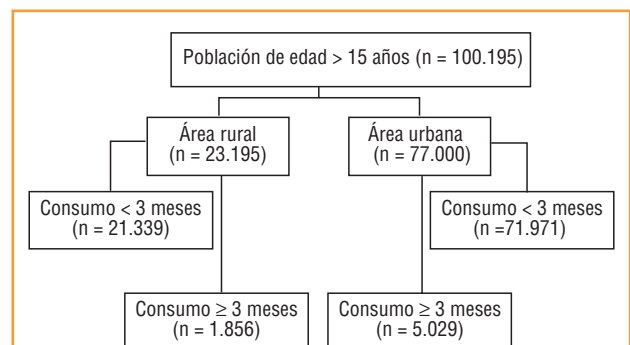 Población de edad > 15 años (n = 100.195)
Área rural
(n = 23.195)
Área urbana
(n = 77.000)
Consumo < 3 meses
(n = 21.339)
Consumo < 3 meses
(n =71.971)
Consumo ≥ 3 meses
(n = 1.856)
Consumo ≥ 3 meses
(n = 5.029)